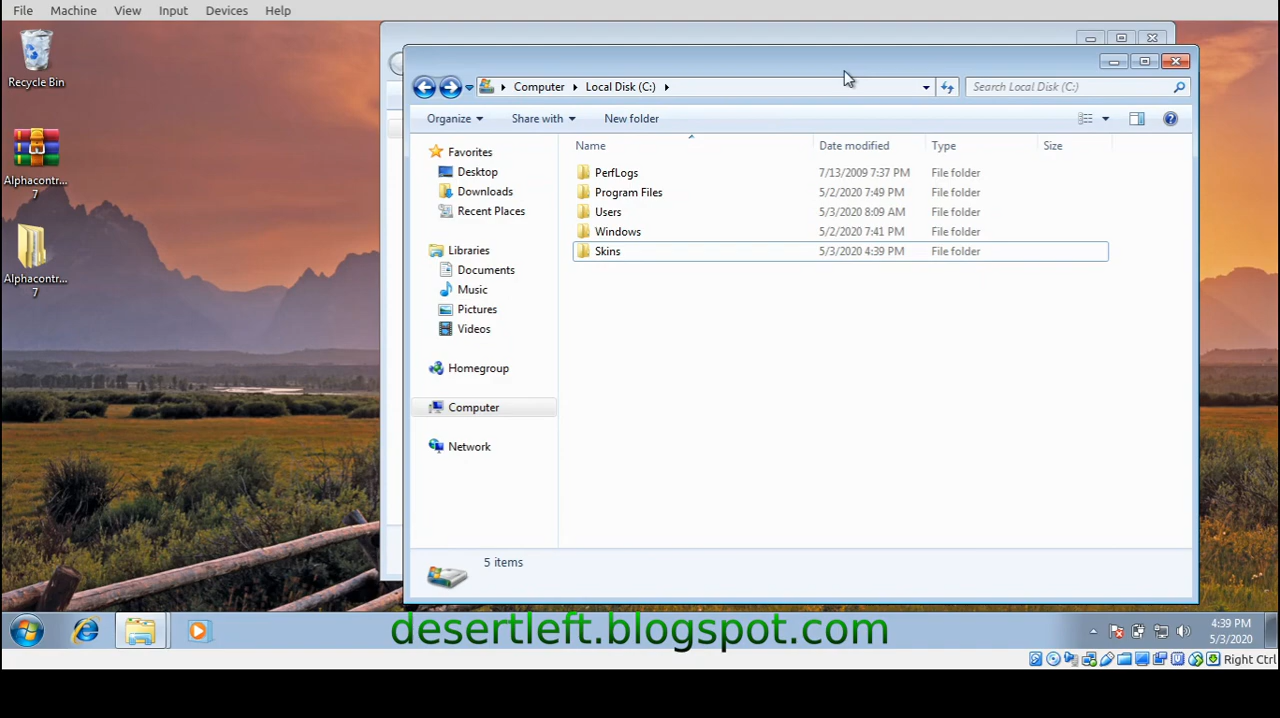 File Machine View Input Devices Help
Recycle Bin
Alphacontr...
7
Alphacontr...
7
Computer Local Disk (C:)
Search Local Disk (C:)
Organize Share with New folder
Name Date modified Type Size
Favorites
Desktop
Downloads
Recent Places
Libraries
Documents
Music
Pictures
Videos
Homegroup
Computer
Network
PerfLogs 7/13/2009 7:37 PM File folder
Program Files 5/2/2020 7:49 PM File folder
Users 5/3/2020 8:09 AM File folder
Windows 5/2/2020 7:41 PM File folder
Skins 5/3/2020 4:39 PM File folder
5 items
desertleft.blogspot.com
4:39 PM
5/3/2020
Right Ctrl